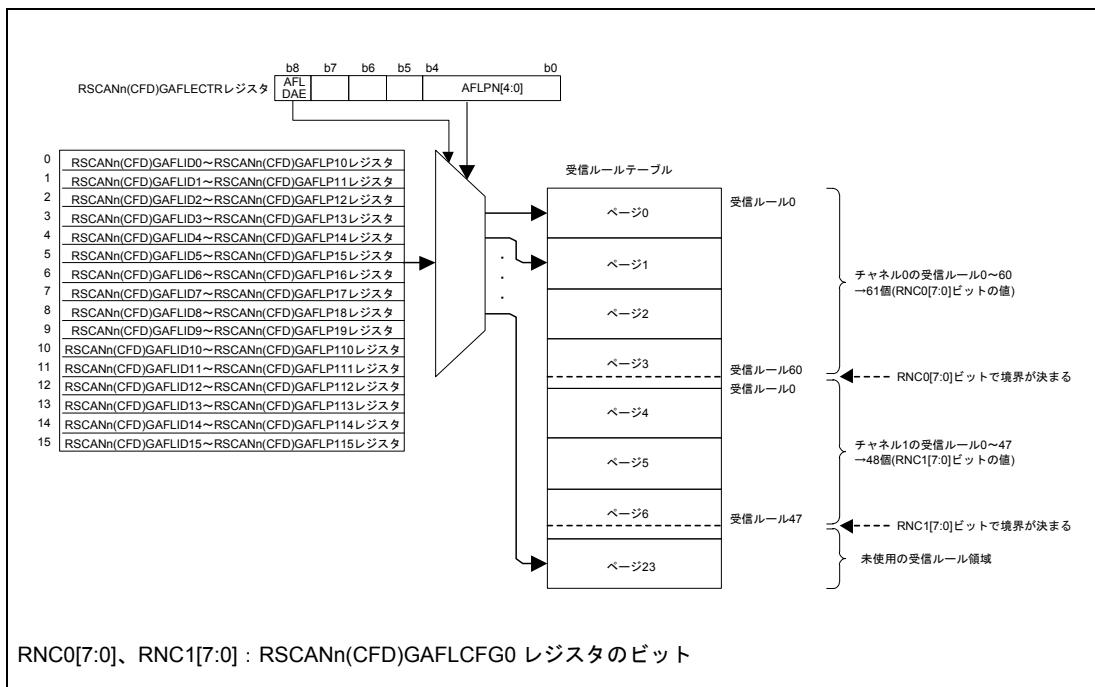 b8 b7 b6 b5 b4 b0
RSCANn(CFD)GAFLECTRレジスタ
AFL
DAE
AFLPN[4:0]
0 RSCANn(CFD)GAFLID0～RSCANn(CFD)GAFLP10レジスタ
1 RSCANn(CFD)GAFLID1～RSCANn(CFD)GAFLP11レジスタ
2 RSCANn(CFD)GAFLID2～RSCANn(CFD)GAFLP12レジスタ
3 RSCANn(CFD)GAFLID3～RSCANn(CFD)GAFLP13レジスタ
4 RSCANn(CFD)GAFLID4～RSCANn(CFD)GAFLP14レジスタ
5 RSCANn(CFD)GAFLID5～RSCANn(CFD)GAFLP15レジスタ
6 RSCANn(CFD)GAFLID6～RSCANn(CFD)GAFLP16レジスタ
7 RSCANn(CFD)GAFLID7～RSCANn(CFD)GAFLP17レジスタ
8 RSCANn(CFD)GAFLID8～RSCANn(CFD)GAFLP18レジスタ
9 RSCANn(CFD)GAFLID9～RSCANn(CFD)GAFLP19レジスタ
10 RSCANn(CFD)GAFLID10～RSCANn(CFD)GAFLP110レジスタ
11 RSCANn(CFD)GAFLID11～RSCANn(CFD)GAFLP111レジスタ
12 RSCANn(CFD)GAFLID12～RSCANn(CFD)GAFLP112レジスタ
13 RSCANn(CFD)GAFLID13～RSCANn(CFD)GAFLP113レジスタ
14 RSCANn(CFD)GAFLID14～RSCANn(CFD)GAFLP114レジスタ
15 RSCANn(CFD)GAFLID15～RSCANn(CFD)GAFLP115レジスタ
受信ルールテーブル
ページ0
ページ1
ページ2
ページ3
ページ4
ページ5
ページ6
ページ23
受信ルール0
受信ルール60
受信ルール0
受信ルール47
チャネル0の受信ルール0～60
→61個(RNC0[7:0]ビットの値)
RNC0[7:0]ビットで境界が決まる
チャネル1の受信ルール0～47
→48個(RNC1[7:0]ビットの値)
RNC1[7:0]ビットで境界が決まる
未使用の受信ルール領域
RNC0[7:0]、RNC1[7:0]：RSCANn(CFD)GAFLCFG0 レジスタのビット